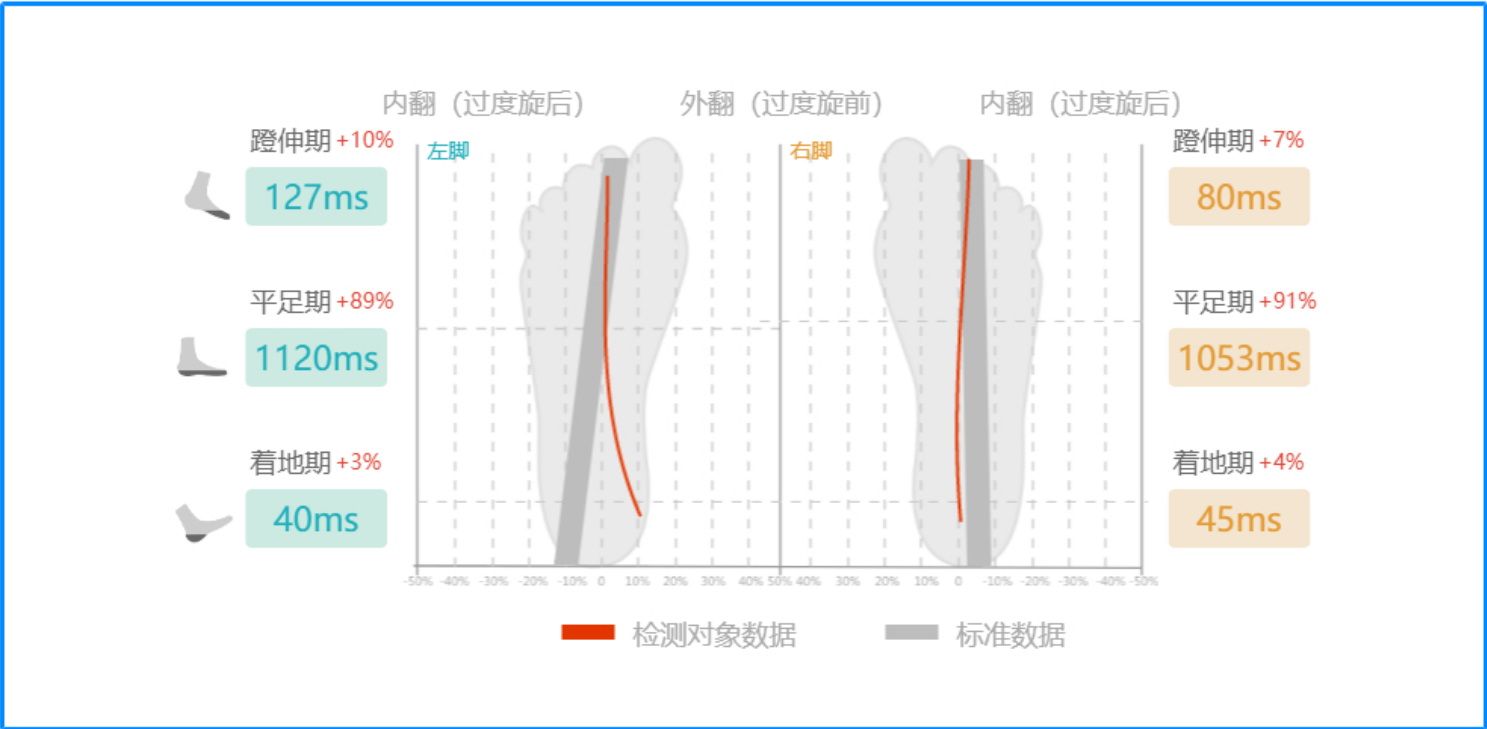 内翻（过度旋后） 外翻（过度旋前） 内翻（过度旋后）
蹬伸期 +10%
127ms
平足期 +89%
1120ms
着地期 +3%
40ms
左脚
右脚
蹬伸期 +7%
80ms
平足期 +91%
1053ms
着地期 +4%
45ms
-50% -40% -30% -20% -10% 0 10% 20% 30% 40% 50% 40% 30% 20% 10% 0 -10% -20% -30% -40% -50%
检测对象数据 标准数据